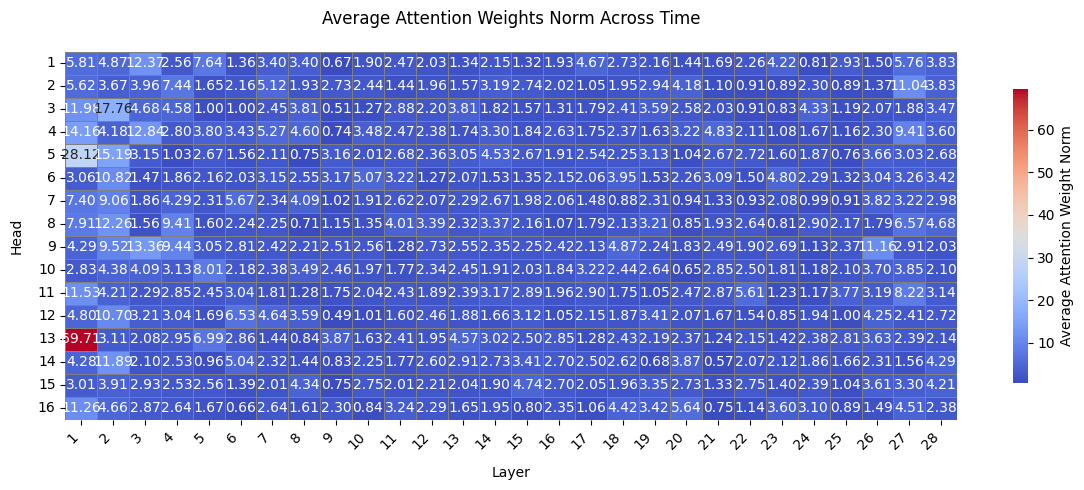 Average Attention Weights Norm Across Time
1 5.81 4.87 12.37 2.56 7.64 1.36 3.40 3.40 0.67 1.90 2.47 2.03 1.34 2.15 1.32 1.93 4.67 2.73 2.16 1.44 1.69 2.26 4.22 0.81 2.93 1.50 5.76 3.83
2 5.62 3.67 3.96 7.44 1.65 2.16 5.12 1.93 2.73 2.44 1.44 1.96 1.57 3.19 2.74 2.02 1.05 1.95 2.94 4.18 1.10 0.91 0.89 2.30 0.89 1.37 11.04 3.83
3 11.98 17.76 4.68 4.58 1.00 1.00 2.45 3.81 0.51 1.27 2.88 2.20 3.81 1.82 1.57 1.31 1.79 2.41 3.59 2.58 2.03 0.91 0.83 4.33 1.19 2.07 1.88 3.47
4 14.16 4.18 12.84 2.80 3.80 3.43 5.27 4.60 0.74 3.48 2.47 2.38 1.74 3.30 1.84 2.63 1.75 2.37 1.63 3.22 4.83 2.11 1.08 1.67 1.16 2.30 9.41 3.60
5 28.12 15.19 3.15 1.03 2.67 1.56 2.11 0.75 3.16 2.01 2.68 2.36 3.05 4.53 2.67 1.91 2.54 2.25 3.13 1.04 2.67 2.72 1.60 1.87 0.76 3.66 3.03 2.68
6 3.06 10.82 1.47 1.86 2.16 2.03 3.15 2.55 3.17 5.07 3.22 1.27 2.07 1.53 1.35 2.15 2.06 3.95 1.53 2.26 3.09 1.50 4.80 2.29 1.32 3.04 3.26 3.42
7 7.40 9.06 1.86 4.29 2.31 5.67 2.34 4.09 1.02 1.91 2.62 2.07 2.29 2.67 1.98 2.06 1.48 0.88 2.31 0.94 1.33 0.93 2.08 0.99 0.91 3.82 3.22 2.98
8 7.91 12.26 1.56 9.41 1.60 2.24 2.25 0.71 1.15 1.35 4.01 3.39 2.32 3.37 2.16 1.07 1.79 2.13 3.21 0.85 1.93 2.64 0.81 2.90 2.17 1.79 6.57 4.68
9 4.29 9.52 13.36 9.44 3.05 2.81 2.42 2.21 2.51 2.56 1.28 2.73 2.55 2.35 2.25 2.42 2.13 4.87 2.24 1.83 2.49 1.90 2.69 1.13 2.37 11.16 2.91 2.03
10 2.83 4.38 4.09 3.13 8.01 2.18 2.38 3.49 2.46 1.97 1.77 2.34 2.45 1.91 2.03 1.84 3.22 2.44 2.64 0.65 2.85 2.50 1.81 1.18 2.10 3.70 3.85 2.10
11 11.53 4.21 2.29 2.85 2.45 3.04 1.81 1.28 1.75 2.04 2.43 1.89 2.39 3.17 2.89 1.96 2.90 1.75 1.05 2.47 2.87 5.61 1.23 1.17 3.77 3.19 8.22 3.14
12 4.80 10.70 3.21 3.04 1.69 6.53 4.64 3.59 0.49 1.01 1.60 2.46 1.88 1.66 3.12 1.05 2.15 1.87 3.41 2.07 1.67 1.54 0.85 1.94 1.00 4.25 2.41 2.72
13 69.71 3.11 2.08 2.95 6.99 2.86 1.44 0.84 3.87 1.63 2.41 1.95 4.57 3.02 2.50 1.28 2.43 2.19 2.37 1.24 2.15 1.42 2.38 2.81 3.63 2.39 2.14
14 4.28 11.89 2.10 2.53 0.96 5.04 2.32 1.44 0.83 2.25 1.77 2.60 2.91 2.73 3.41 2.70 2.50 2.62 0.68 3.87 0.57 2.07 2.12 1.86 1.66 2.31 1.56 4.29
15 3.01 3.91 2.93 2.53 2.56 1.39 2.01 4.34 0.75 2.75 2.01 2.21 2.04 1.90 4.74 2.70 2.05 1.96 3.35 2.73 1.33 2.75 1.40 2.39 1.04 3.61 3.30 4.21
16 11.26 4.66 2.87 2.64 1.67 0.66 2.64 1.61 2.30 0.84 3.24 2.29 1.65 1.95 0.80 2.35 1.06 4.42 3.42 5.64 0.75 1.14 3.60 3.10 0.89 1.49 4.51 2.38
Head
1 2 3 4 5 6 7 8 9 10 11 12 13 14 15 16 17 18 19 20 21 22 23 24 25 26 27 28
Layer
60
50
40
30
20
10
Average Attention Weight Norm